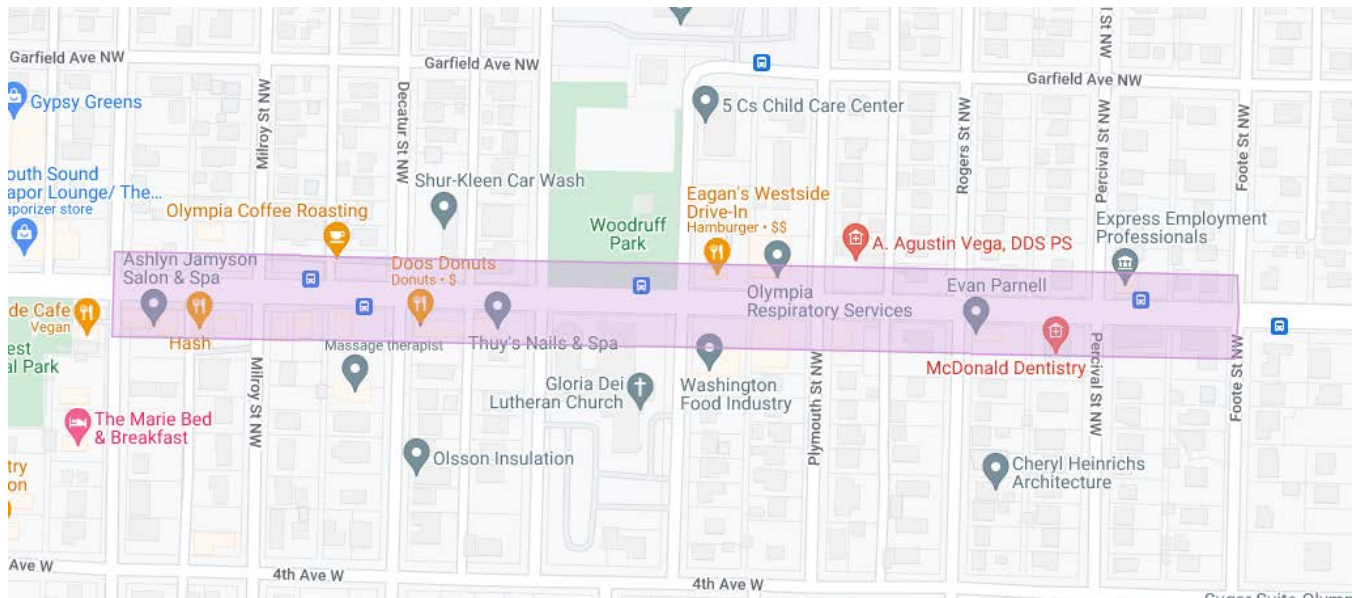 Garfield Ave NW
Garfield Ave NW
Garfield Ave NW
Gypsy Greens
Milroy St NW
Decatur St NW
5 Cs Child Care Center
Rogers St NW
Percival St NW
l St NW
Foote St NW
outh Sound
apor Lounge/ The...
aporizer store
Shur-Kleen Car Wash
Olympia Coffee Roasting
Woodruff
Park
Eagan's Westside
Drive-In
Hamburger • $$
A. Agustin Vega, DDS PS
Express Employment
Professionals
Ashlyn Jamyson
Salon & Spa
Doos Donuts
Donuts • $
Olympia
Respiratory Services
Evan Parnell
de Cafe
Vegan
Hash
Massage therapist
Thuy's Nails & Spa
est
al Park
Milroy St NW
Gloria Dei
Lutheran Church
Washington
Food Industry
Plymouth St NW
McDonald Dentistry
Percival St NW
Foote St NW
The Marie Bed
& Breakfast
Olsson Insulation
Cheryl Heinrichs
Architecture
try
on
Ave W
4th Ave W
4th Ave W